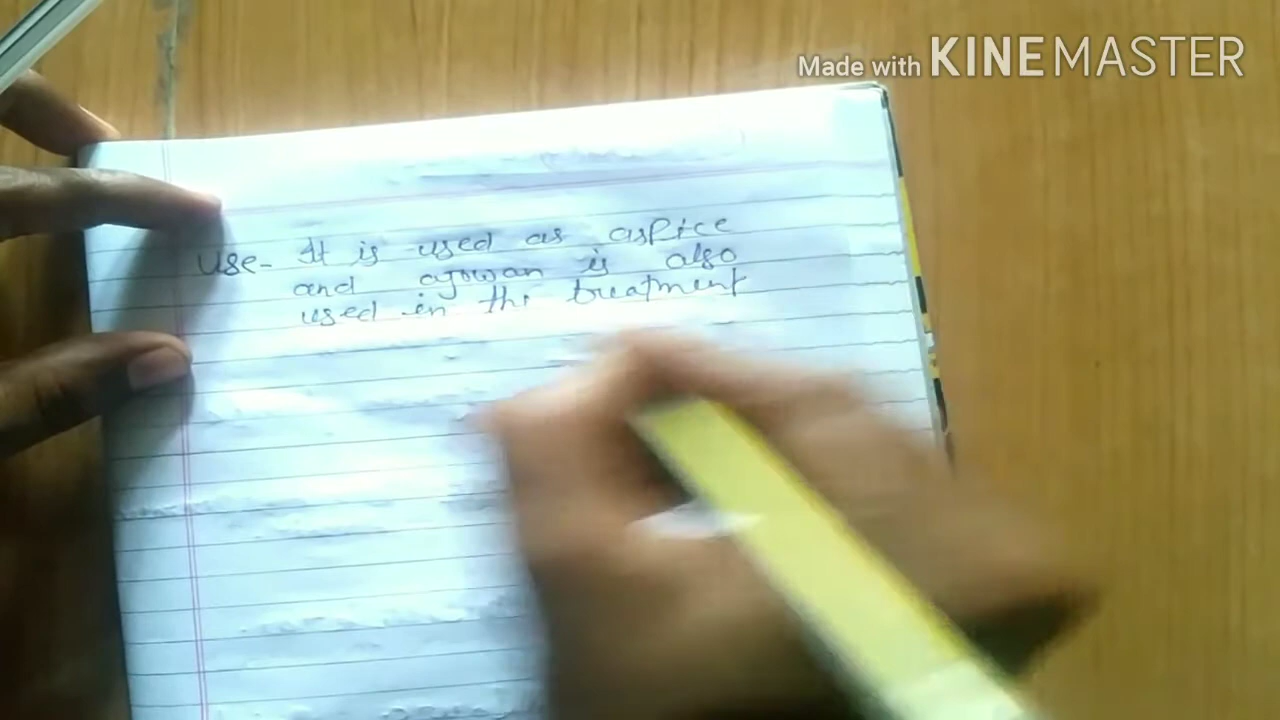 Made with KINEMASTER
use- It is used as aspice
and ajowan is also
used in the treatment